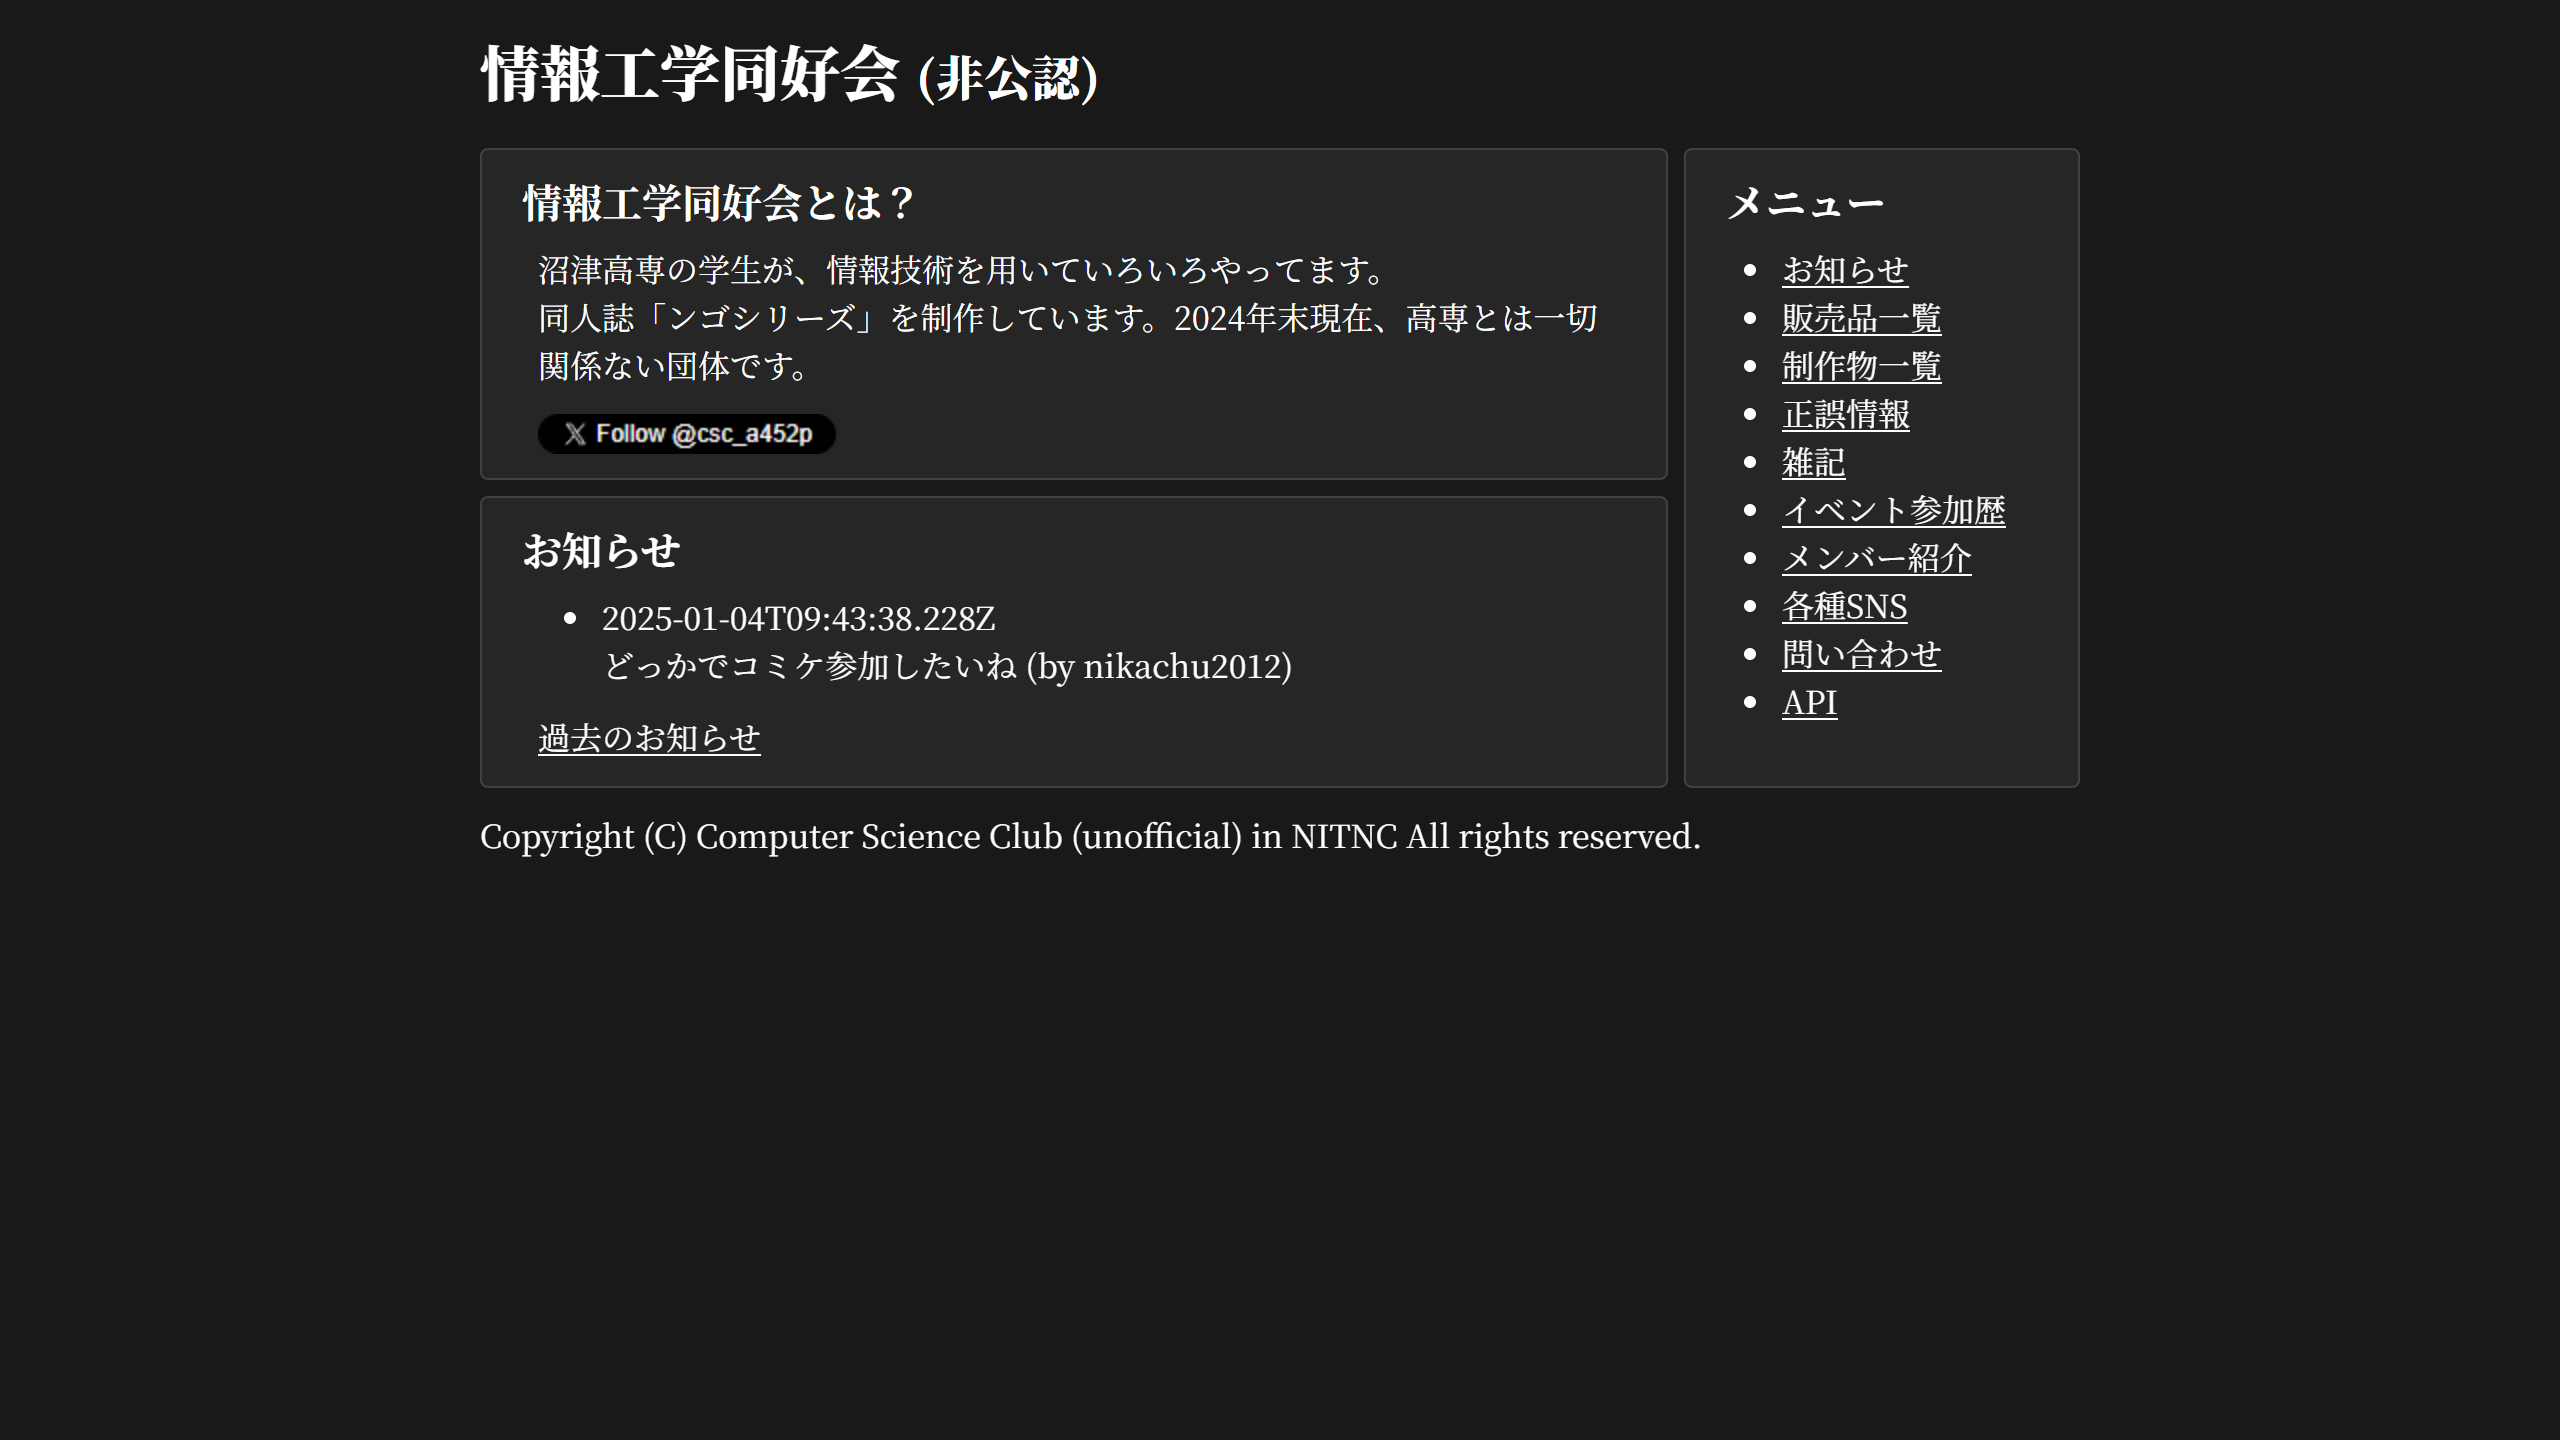 情報工学同好会 (非公認)
情報工学同好会とは？
沼津高専の学生が、情報技術を用いていろいろやってます。
同人誌「ンゴシリーズ」を制作しています。2024年末現在、高専とは一切
関係ない団体です。
X Follow @csc_a452p
お知らせ
2025-01-04T09:43:38.228Z
どっかでコミケ参加したいね (by nikachu2012)
過去のお知らせ
メニュー
お知らせ
販売品一覧
制作物一覧
正誤情報
雑記
イベント参加歴
メンバー紹介
各種SNS
問い合わせ
API
Copyright (C) Computer Science Club (unofficial) in NITNC All rights reserved.